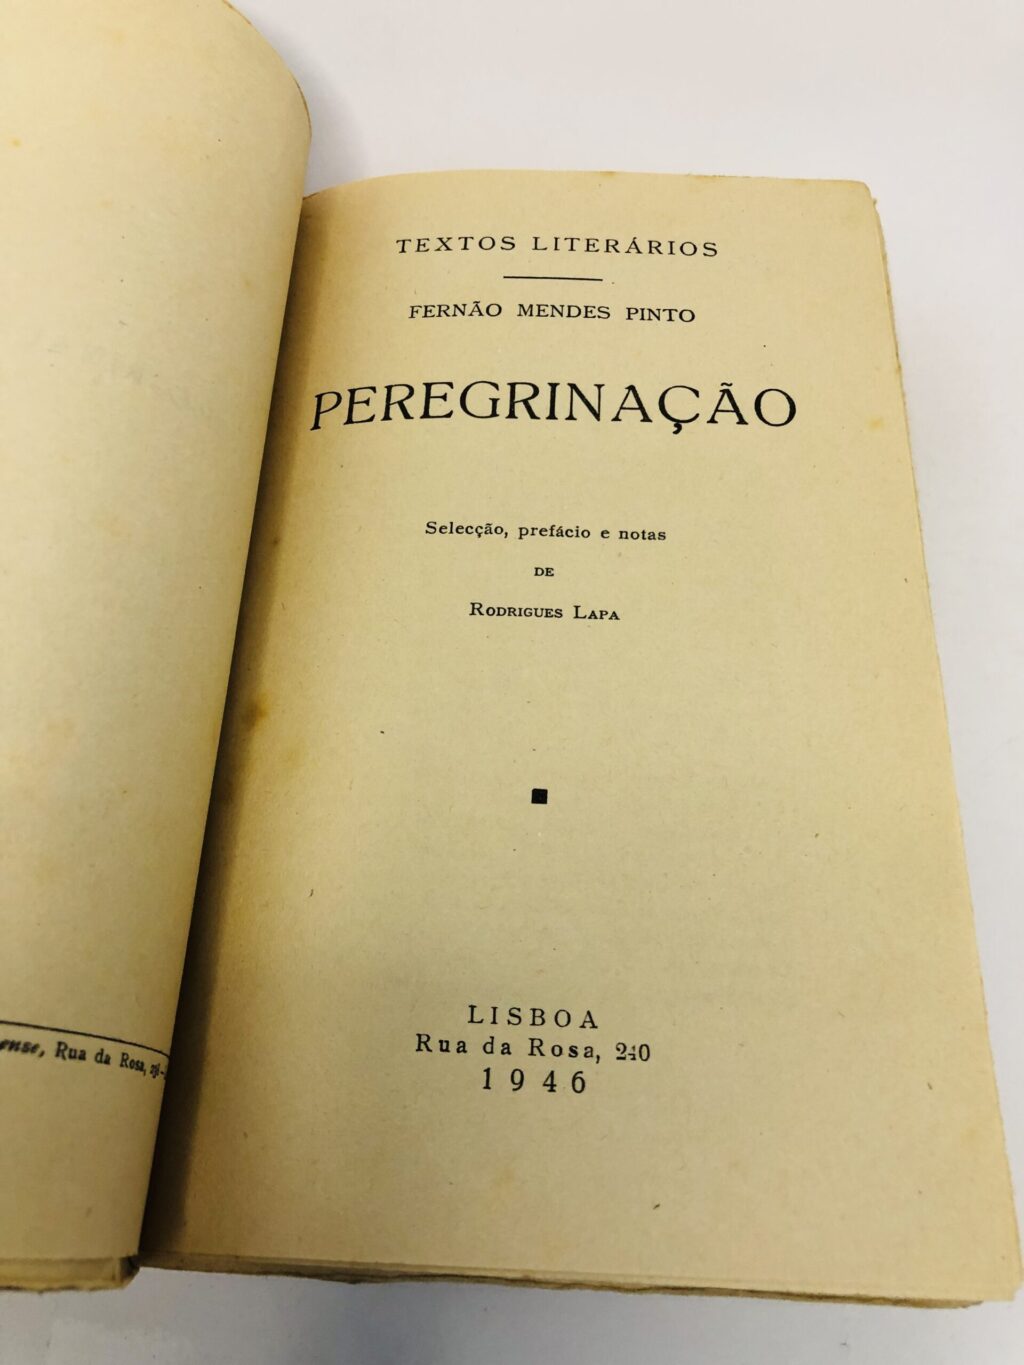 TEXTOS LITERÁRIOS
FERNÃO MENDES PINTO
PEREGRINAÇÃO
Selecção, prefácio e notas
DE
RODRIGUES LAPA
LISBOA
Rua da Rosa, 240
1946
Rua da Rosa,